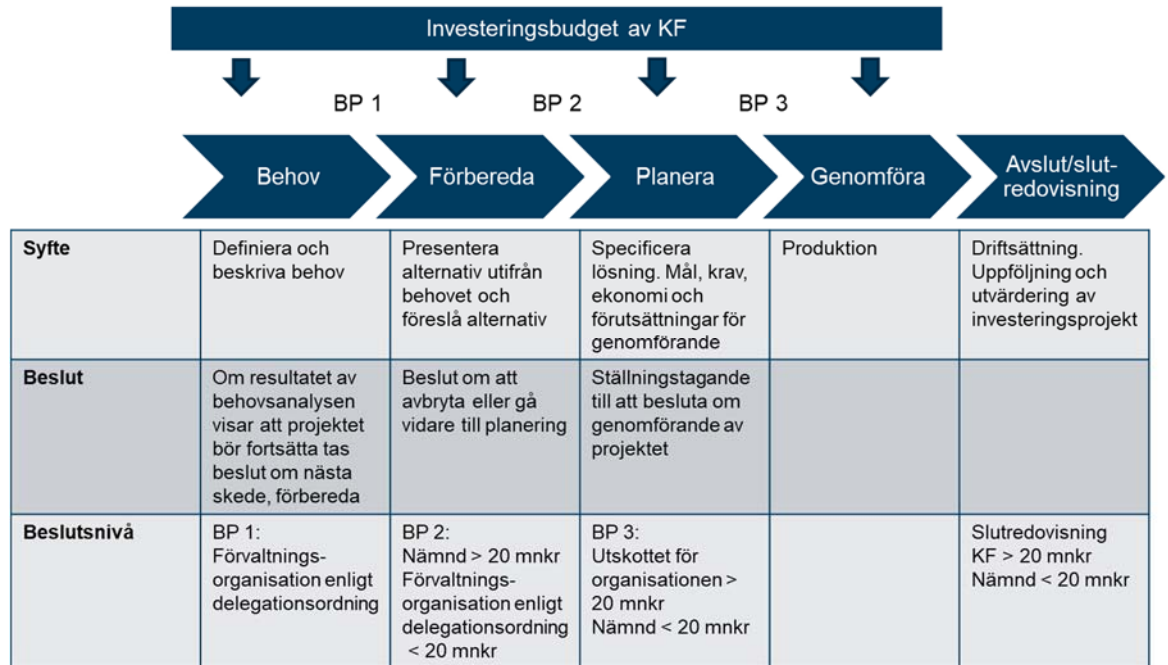 Investeringsbudget av KF
BP 1
BP 2
BP 3
Behov
Förbereda
Planera
Genomföra
Avslut/slut-
redovisning
Syfte
Definiera och
beskriva behov
Presentera
alternativ utifrån
behovet och
föreslå alternativ
Specificera
lösning. Mål, krav,
ekonomi och
förutsättningar för
genomförande
Produktion
Driftsättning.
Uppföljning och
utvärdering av
investeringsprojekt
Beslut
Om resultatet av
behovsanalysen
visar att projektet
bör fortsätta tas
beslut om nästa
skede, förbereda
Beslut om att
avbryta eller gå
vidare till planering
Ställningstagande
till att besluta om
genomförande av
projektet
Beslutsnivå
BP 1:
Förvaltnings-
organisation enligt
delegationsordning
BP 2:
Nämnd > 20 mnkr
Förvaltnings-
organisation enligt
delegationsordning
< 20 mnkr
BP 3:
Utskottet för
organisationen >
20 mnkr
Nämnd < 20 mnkr
Slutredovisning
KF > 20 mnkr
Nämnd < 20 mnkr